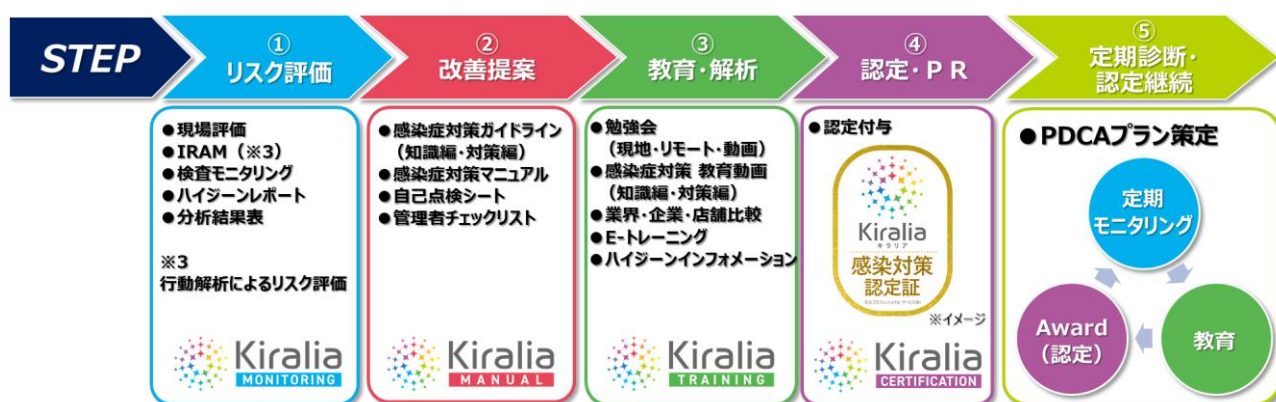 STEP
①
リスク評価
②
改善提案
③
教育・解析
④
認定・PR
⑤
定期診断・
認定継続
●現場評価
●IRAM（※3）
●検査モニタリング
●ハイジーンレポート
●分析結果表
※3
行動解析によるリスク評価
Kiralia
MONITORING
●感染症対策ガイドライン
（知識編・対策編）
●感染症対策マニュアル
●自己点検シート
●管理者チェックリスト
Kiralia
MANUAL
●勉強会
（現地・リモート・動画）
●感染症対策 教育動画
（知識編・対策編）
●業界・企業・店舗比較
●E-トレーニング
●ハイジーンインフォメーション
Kiralia
TRAINING
●認定付与
Kiralia
キラリア
感染対策
認定証
※イメージ
Kiralia
CERTIFICATION
●PDCAプラン策定
定期
モニタリング
Award
（認定）
教育